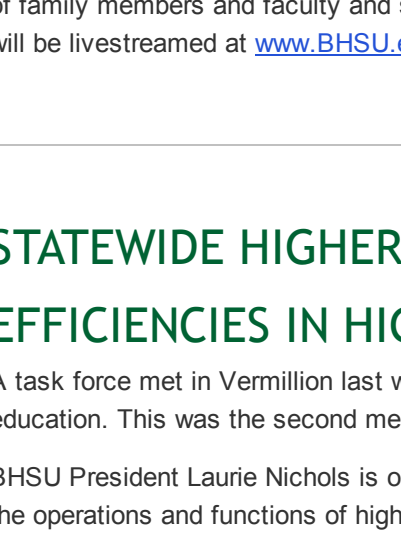 of family members and faculty and
will be livestreamed at www.BHSU.e
STATEWIDE HIGHER
EFFICIENCIES IN HIG
A task force met in Vermillion last w
education. This was the second me
BHSU President Laurie Nichols is o
the operations and functions of high